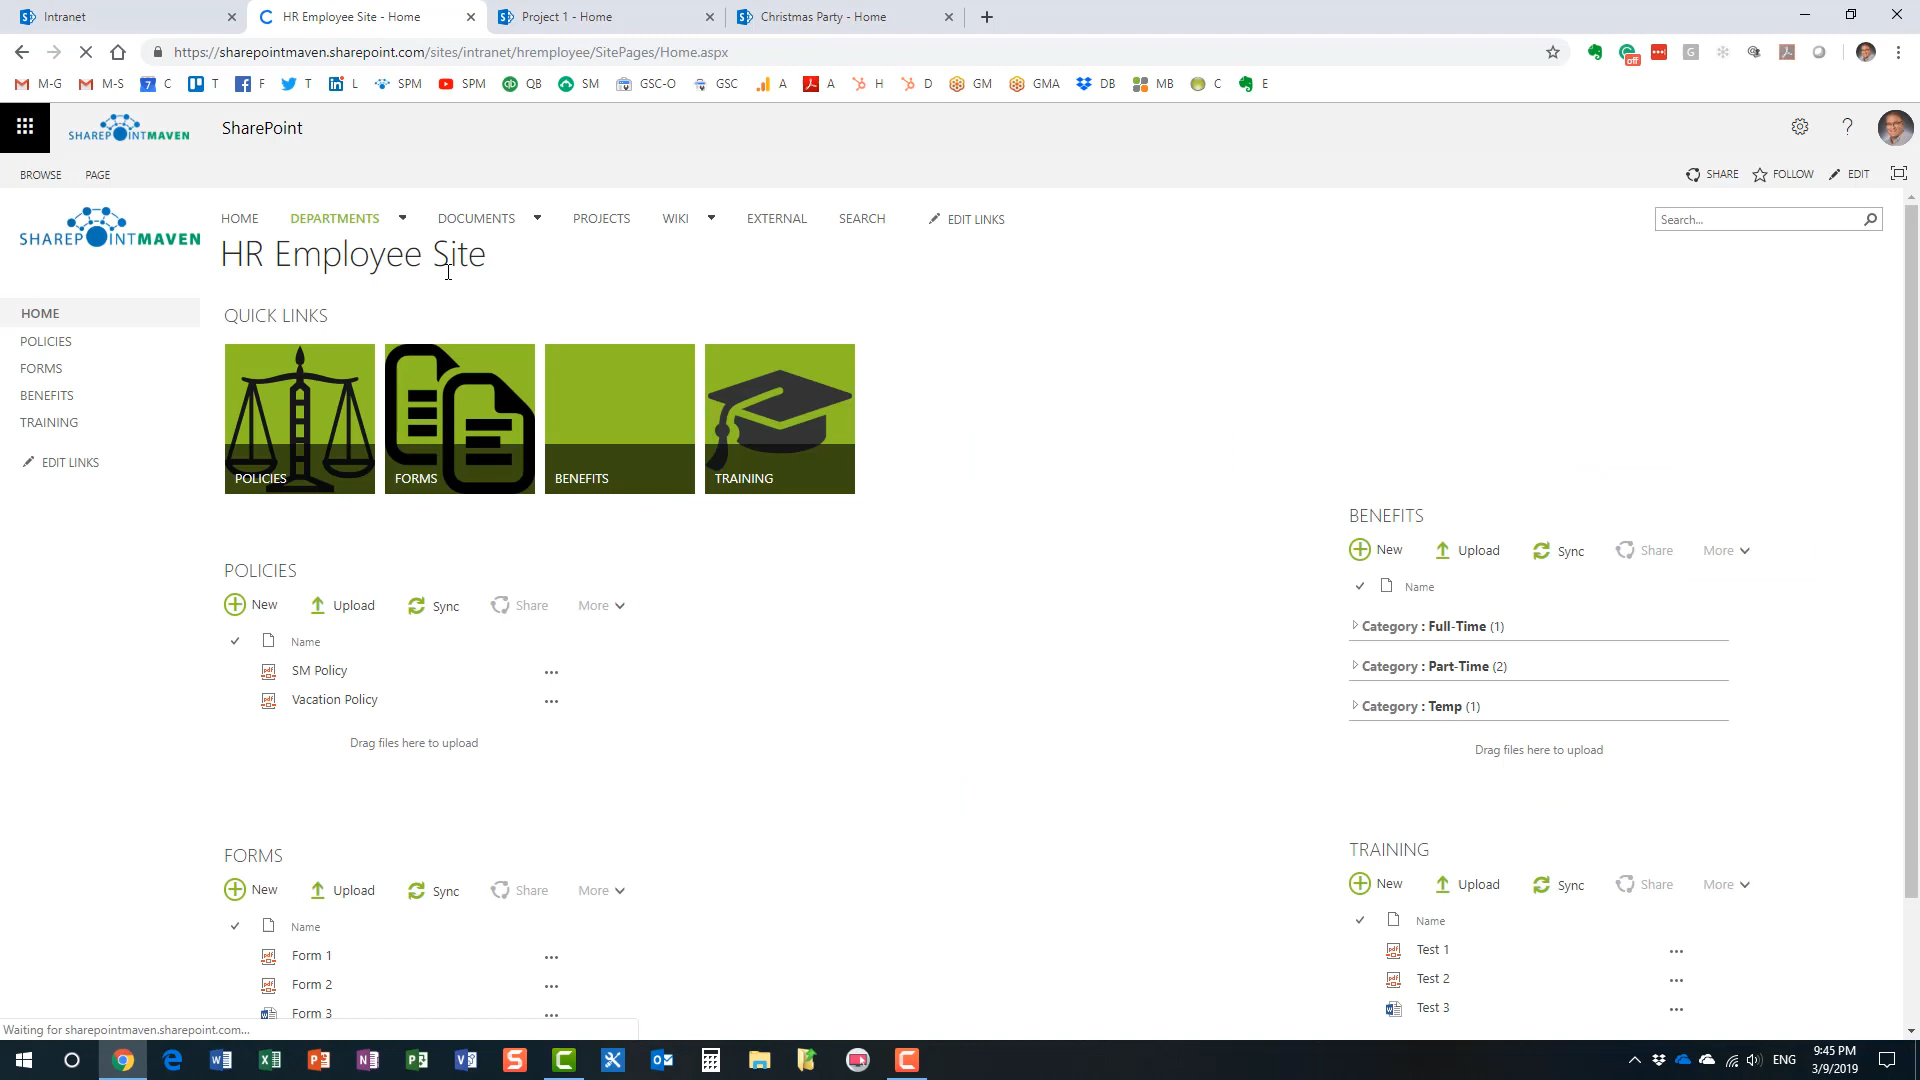 Intranet
HR Employee Site - Home
Project 1 - Home
Christmas Party - Home
https://sharepointmaven.sharepoint.com/sites/intranet/hremployee/SitePages/Home.aspx
off
M-G M-S 7 C T F T L SPM SPM QB SM GSC-O GSC A A H D GM GMA DB MB C E
SHAREPOINTMAVEN
SharePoint
BROWSE PAGE
SHARE FOLLOW EDIT
SHAREPOINTMAVEN
HOME DEPARTMENTS DOCUMENTS PROJECTS WIKI EXTERNAL SEARCH EDIT LINKS
Search...
HR Employee Site
HOME
POLICIES
FORMS
BENEFITS
TRAINING
EDIT LINKS
QUICK LINKS
POLICIES FORMS BENEFITS TRAINING
POLICIES
New Upload Sync Share More
Name
SM Policy ...
Vacation Policy ...
Drag files here to upload
BENEFITS
New Upload Sync Share More
Name
Category : Full-Time (1)
Category : Part-Time (2)
Category : Temp (1)
Drag files here to upload
FORMS
New Upload Sync Share More
Name
Form 1 ...
Form 2 ...
Form 3 ...
TRAINING
New Upload Sync Share More
Name
Test 1 ...
Test 2 ...
Test 3 ...
Waiting for sharepointmaven.sharepoint.com...
ENG
9:45 PM
3/9/2019